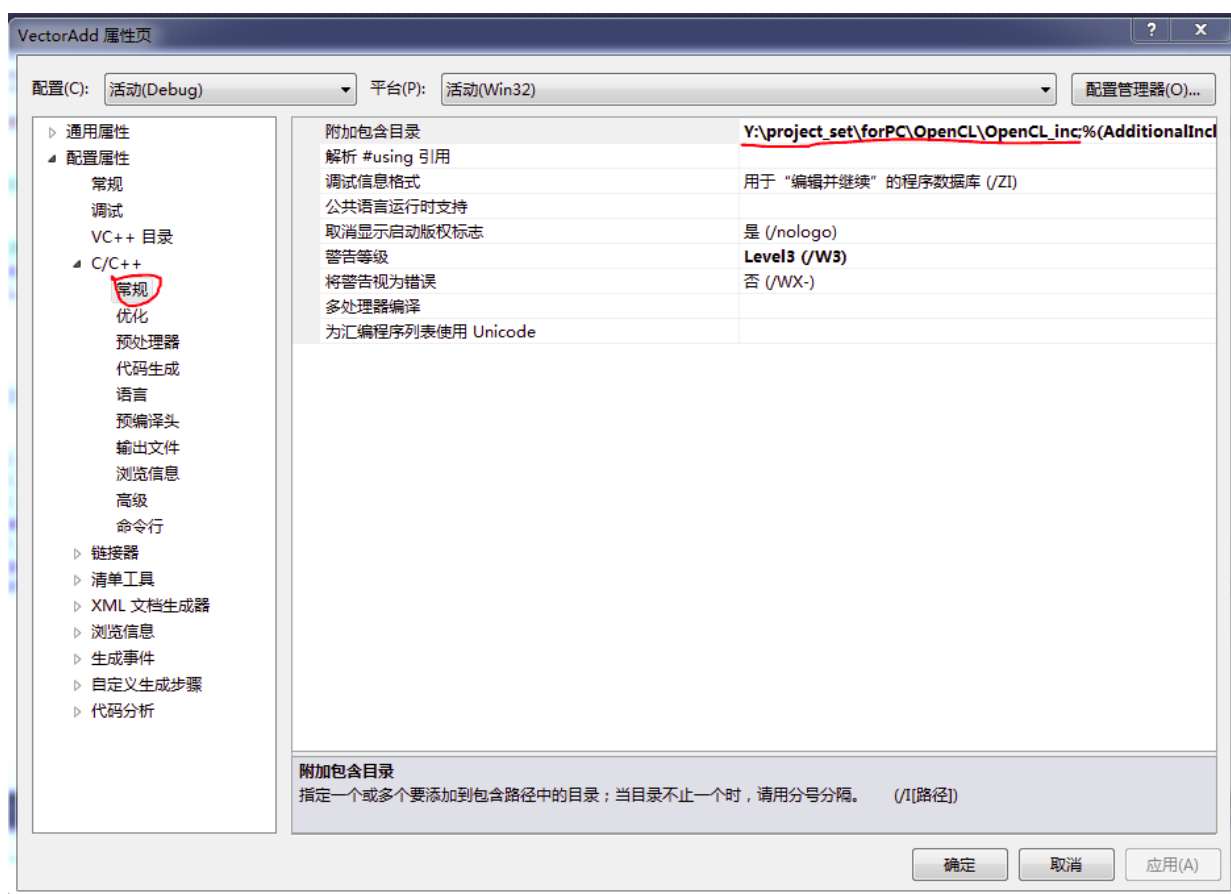 VectorAdd 属性页
? X
配置(C): 活动(Debug) 平台(P): 活动(Win32) 配置管理器(O)...
通用属性
配置属性
常规
调试
VC++ 目录
C/C++
常规
优化
预处理器
代码生成
语言
预编译头
输出文件
浏览信息
高级
命令行
链接器
清单工具
XML 文档生成器
浏览信息
生成事件
自定义生成步骤
代码分析
附加包含目录 Y:\project_set\forPC\OpenCL\OpenCL_inc;%(AdditionalIncl
解析 #using 引用
调试信息格式 用于“编辑并继续”的程序数据库 (/ZI)
公共语言运行时支持
取消显示启动版权标志 是 (/nologo)
警告等级 Level3 (/W3)
将警告视为错误 否 (/WX-)
多处理器编译
为汇编程序列表使用 Unicode
附加包含目录
指定一个或多个要添加到包含路径中的目录；当目录不止一个时，请用分号分隔。 (/I[路径])
确定 取消 应用(A)